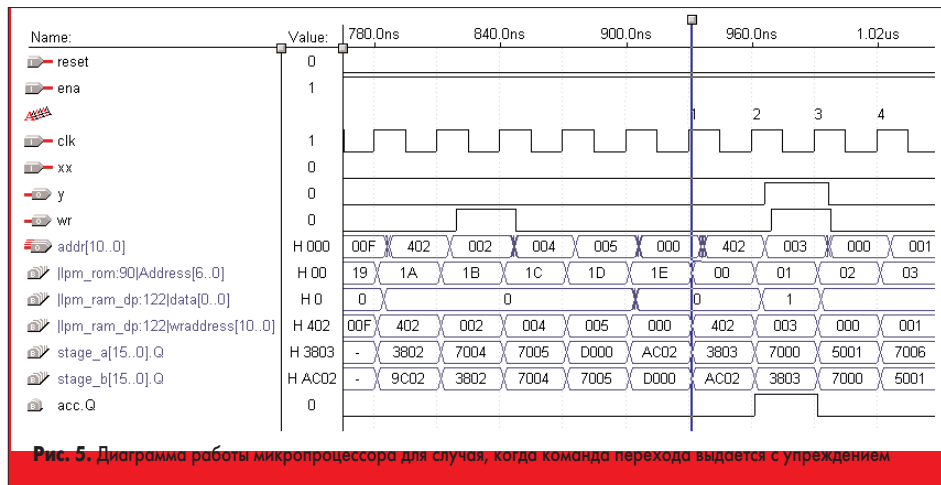 Name: Value: 780.0ns 840.0ns 900.0ns 960.0ns 1.02us
reset 0
ena 1
1 2 3 4
clk 1
xx 0
y 0
wr 0
addr[10..0] H 000 00F 402 002 004 005 000 402 003 000 001
|lpm_rom:90|Address[6..0] H 00 19 1A 1B 1C 1D 1E 00 01 02 03
|lpm_ram_dp:122|data[0..0] H 0 0 0 0 1
|lpm_ram_dp:122|wraddress[10..0] H 402 00F 402 002 004 005 000 402 003 000 001
stage_a[15..0].Q H 3803 - 3802 7004 7005 D000 AC02 3803 7000 5001 7006
stage_b[15..0].Q H AC02 - 9C02 3802 7004 7005 D000 AC02 3803 7000 5001
acc.Q 0
Рис. 5. Диаграмма работы микропроцессора для случая, когда команда перехода выдается с упреждением